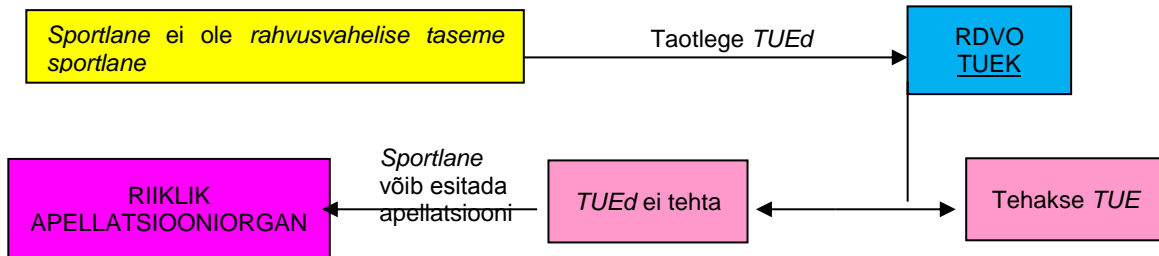 Sportlane ei ole rahvusvahelise taseme
sportlane
Taotlege TUEd
RDVO
TUEK
Sportlane
võib esitada
apellatsiooni
RIIKLIK
APELLATSIOONIORGAN
TUEd ei tehta
Tehakse TUE